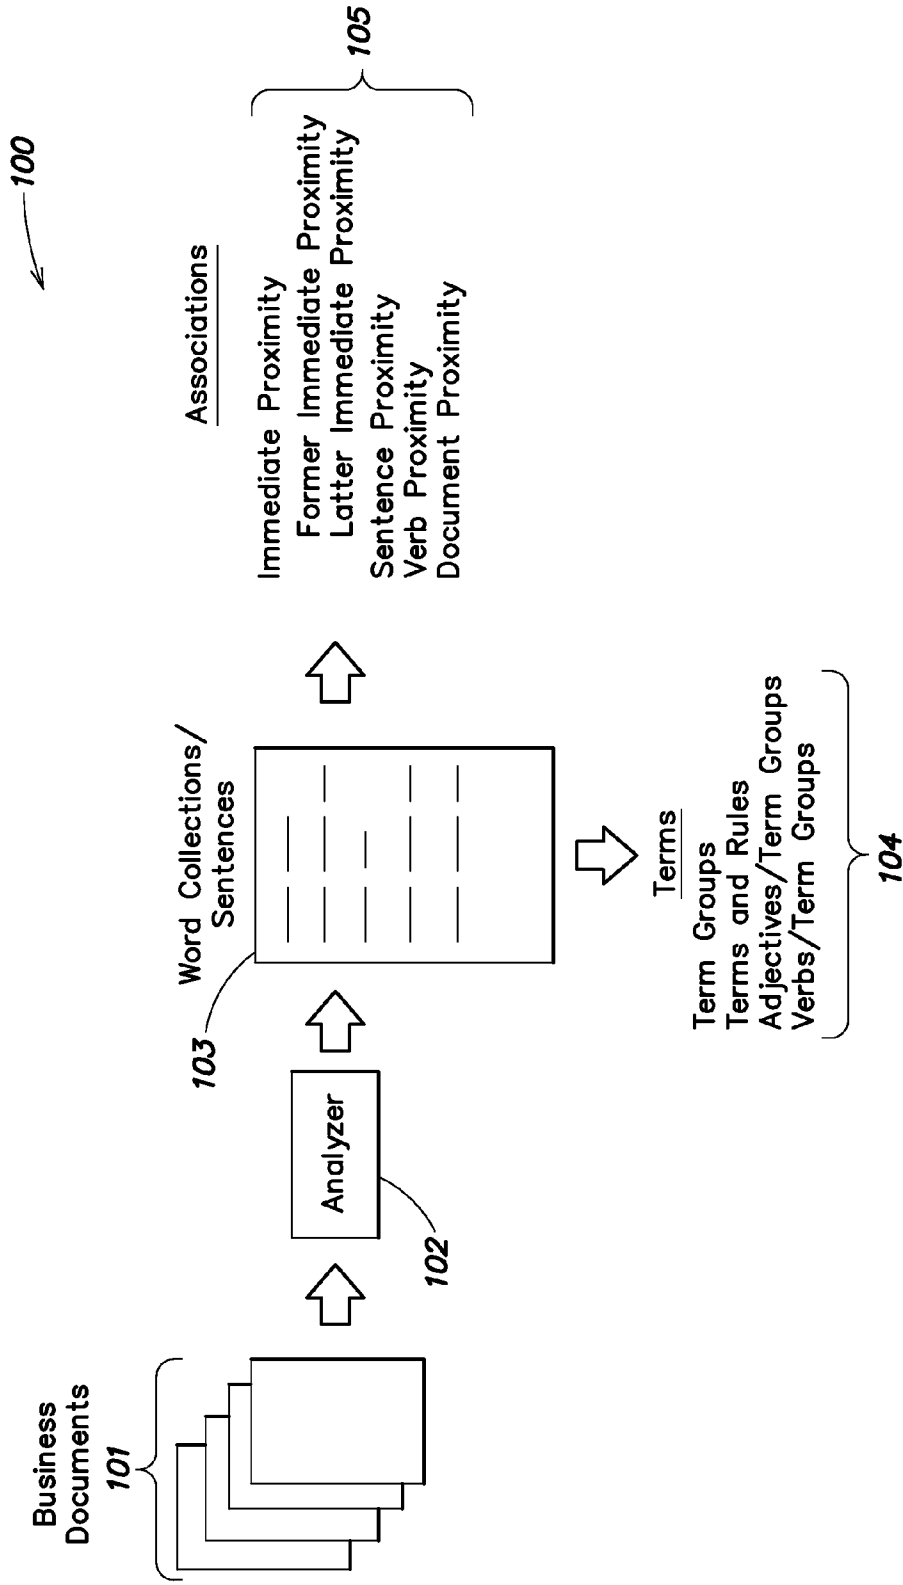 100
Business
Documents
101
Analyzer
102
Word Collections/
Sentences
103
Associations
Immediate Proximity
Former Immediate Proximity
Latter Immediate Proximity
Sentence Proximity
Verb Proximity
Document Proximity
105
Terms
Term Groups
Terms and Rules
Adjectives/Term Groups
Verbs/Term Groups
104